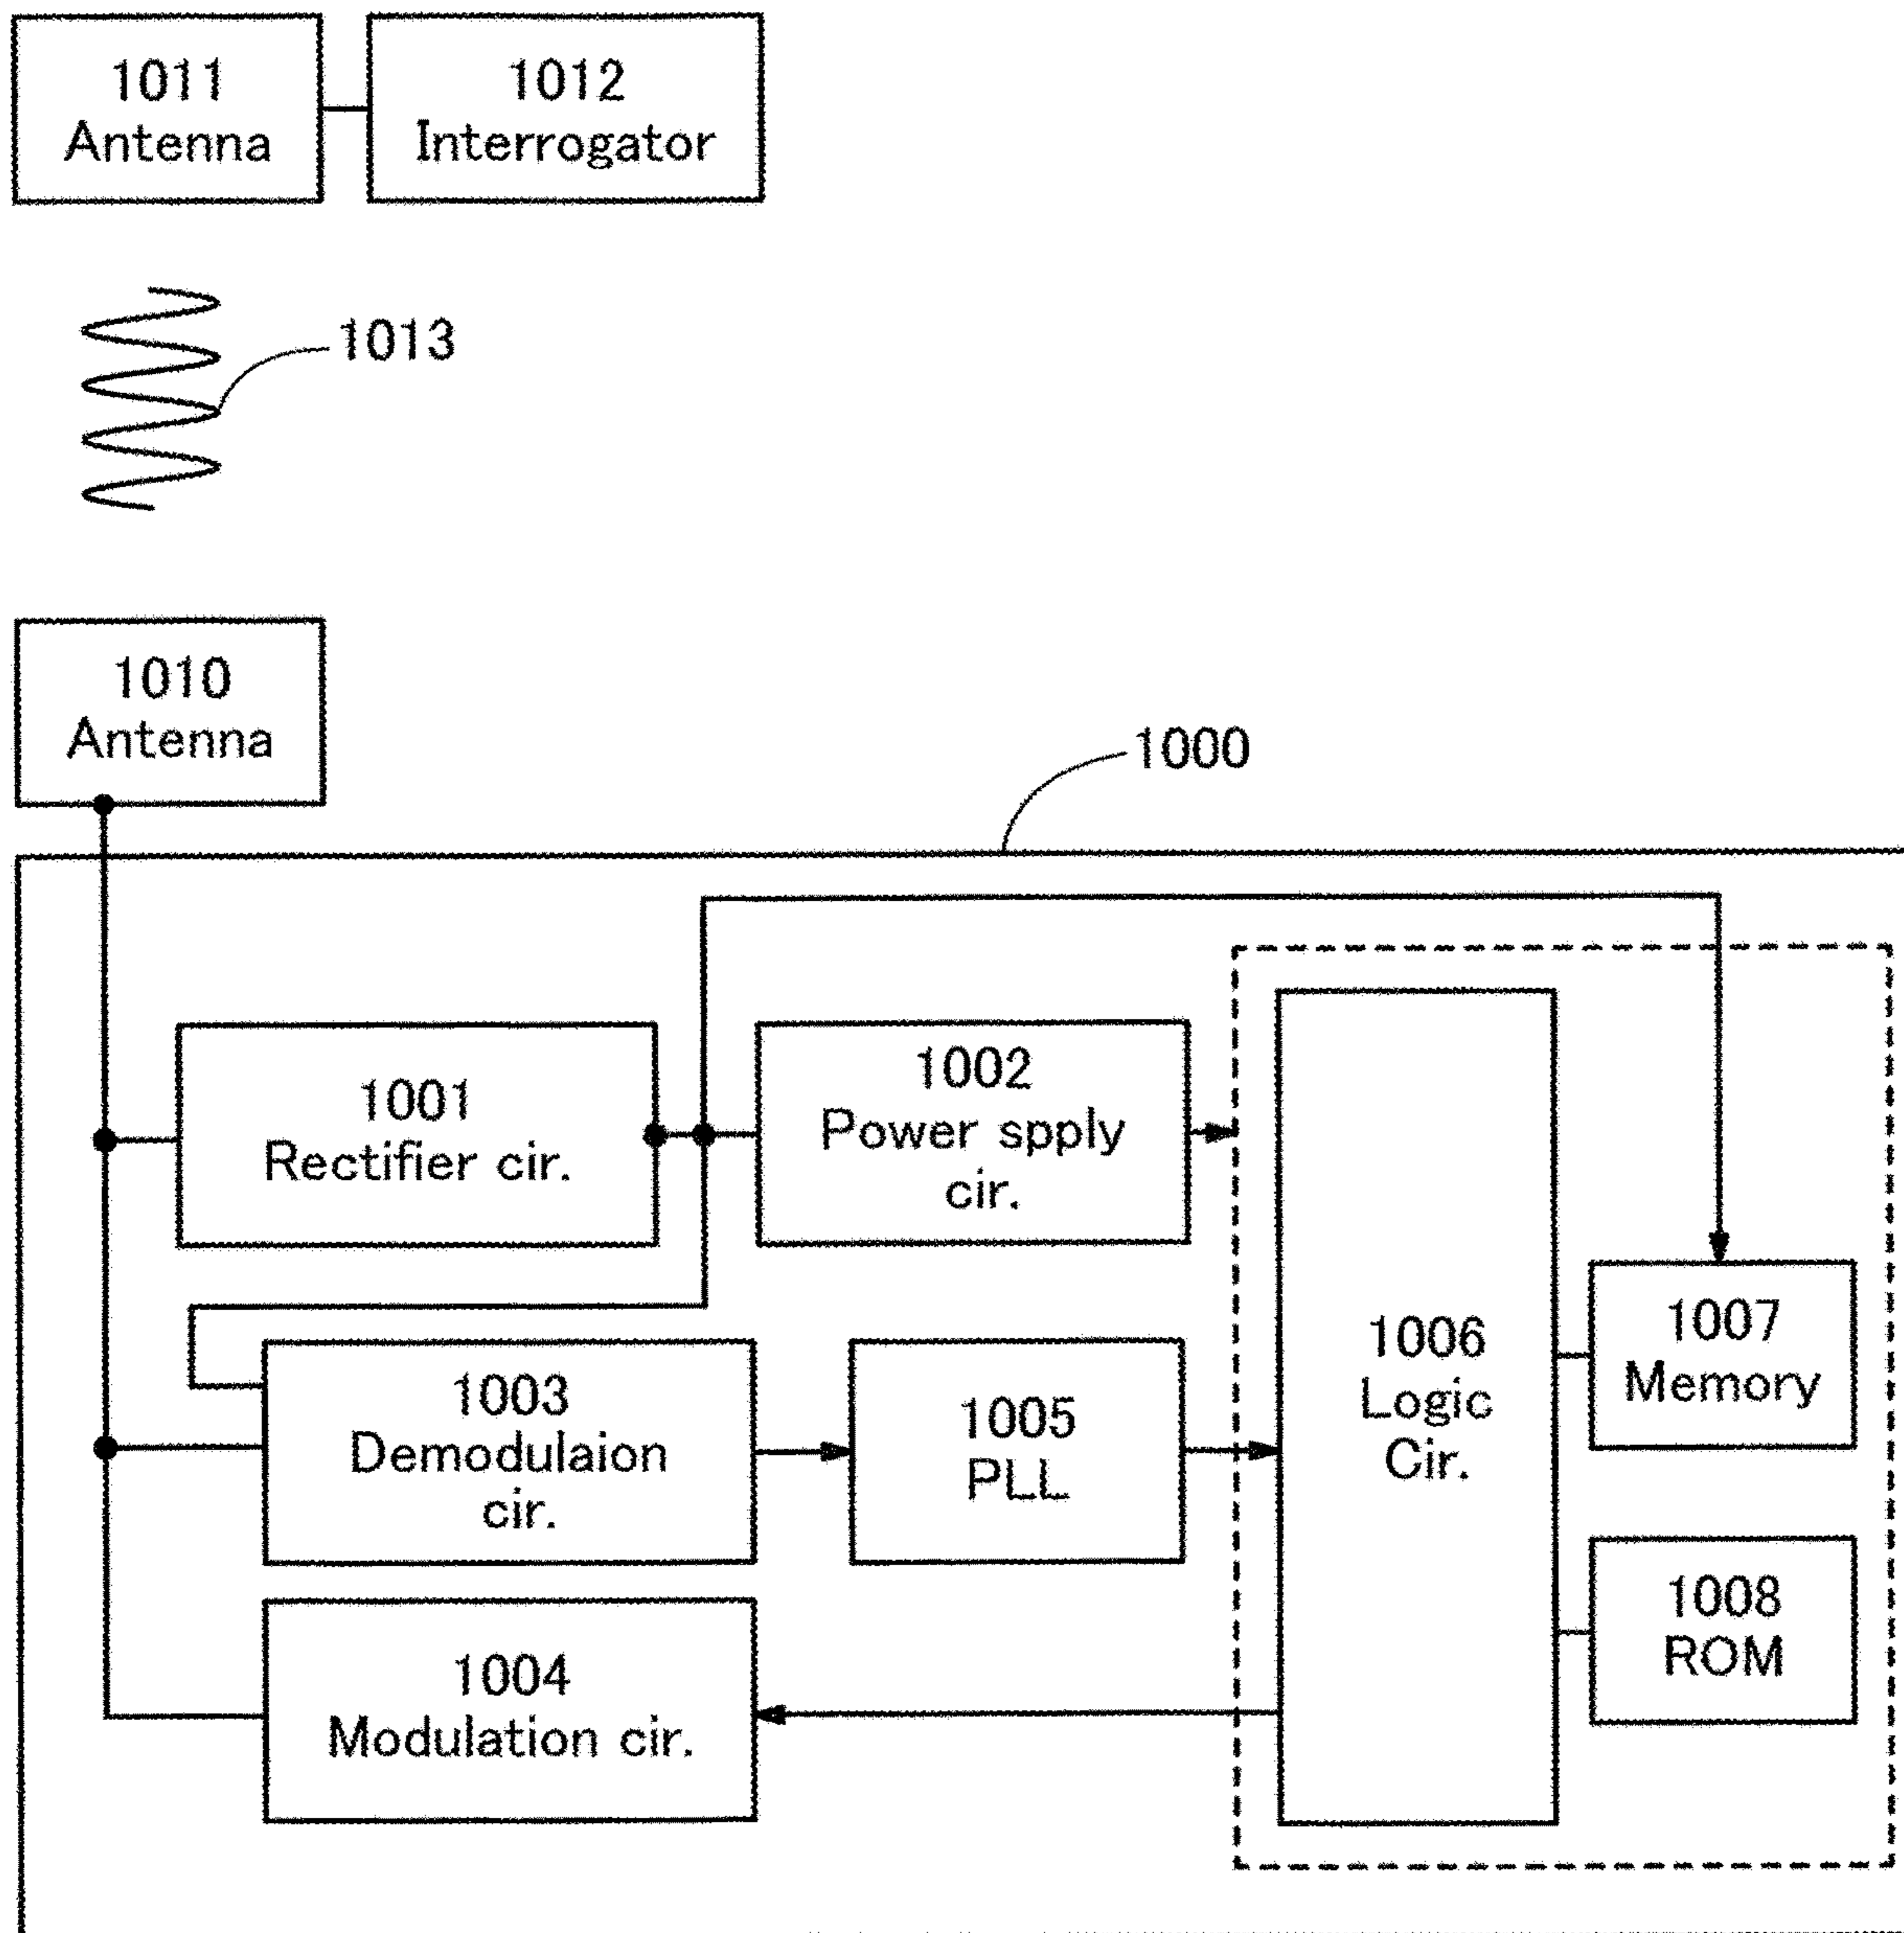 1011
Antenna
1012
Interrogator
1013
1010
Antenna
1000
1001
Rectifier cir.
1002
Power spply
cir.
1003
Demodulaion
cir.
1005
PLL
1006
Logic
Cir.
1007
Memory
1004
Modulation cir.
1008
ROM